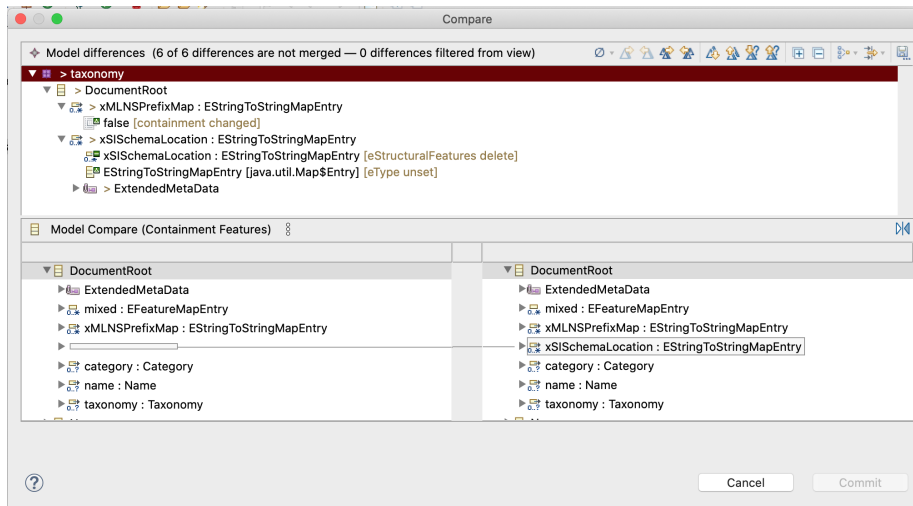 Compare
Model differences (6 of 6 differences are not merged — 0 differences filtered from view)
> taxonomy
> DocumentRoot
> xMLNSPrefixMap : EStringToStringMapEntry
false [containment changed]
> xSISchemaLocation : EStringToStringMapEntry
xSISchemaLocation : EStringToStringMapEntry [eStructuralFeatures delete]
EStringToStringMapEntry [java.util.Map$Entry] [eType unset]
> ExtendedMetaData
Model Compare (Containment Features)
DocumentRoot
ExtendedMetaData
mixed : EFeatureMapEntry
xMLNSPrefixMap : EStringToStringMapEntry
category : Category
name : Name
taxonomy : Taxonomy
DocumentRoot
ExtendedMetaData
mixed : EFeatureMapEntry
xMLNSPrefixMap : EStringToStringMapEntry
xSISchemaLocation : EStringToStringMapEntry
category : Category
name : Name
taxonomy : Taxonomy
?
Cancel
Commit